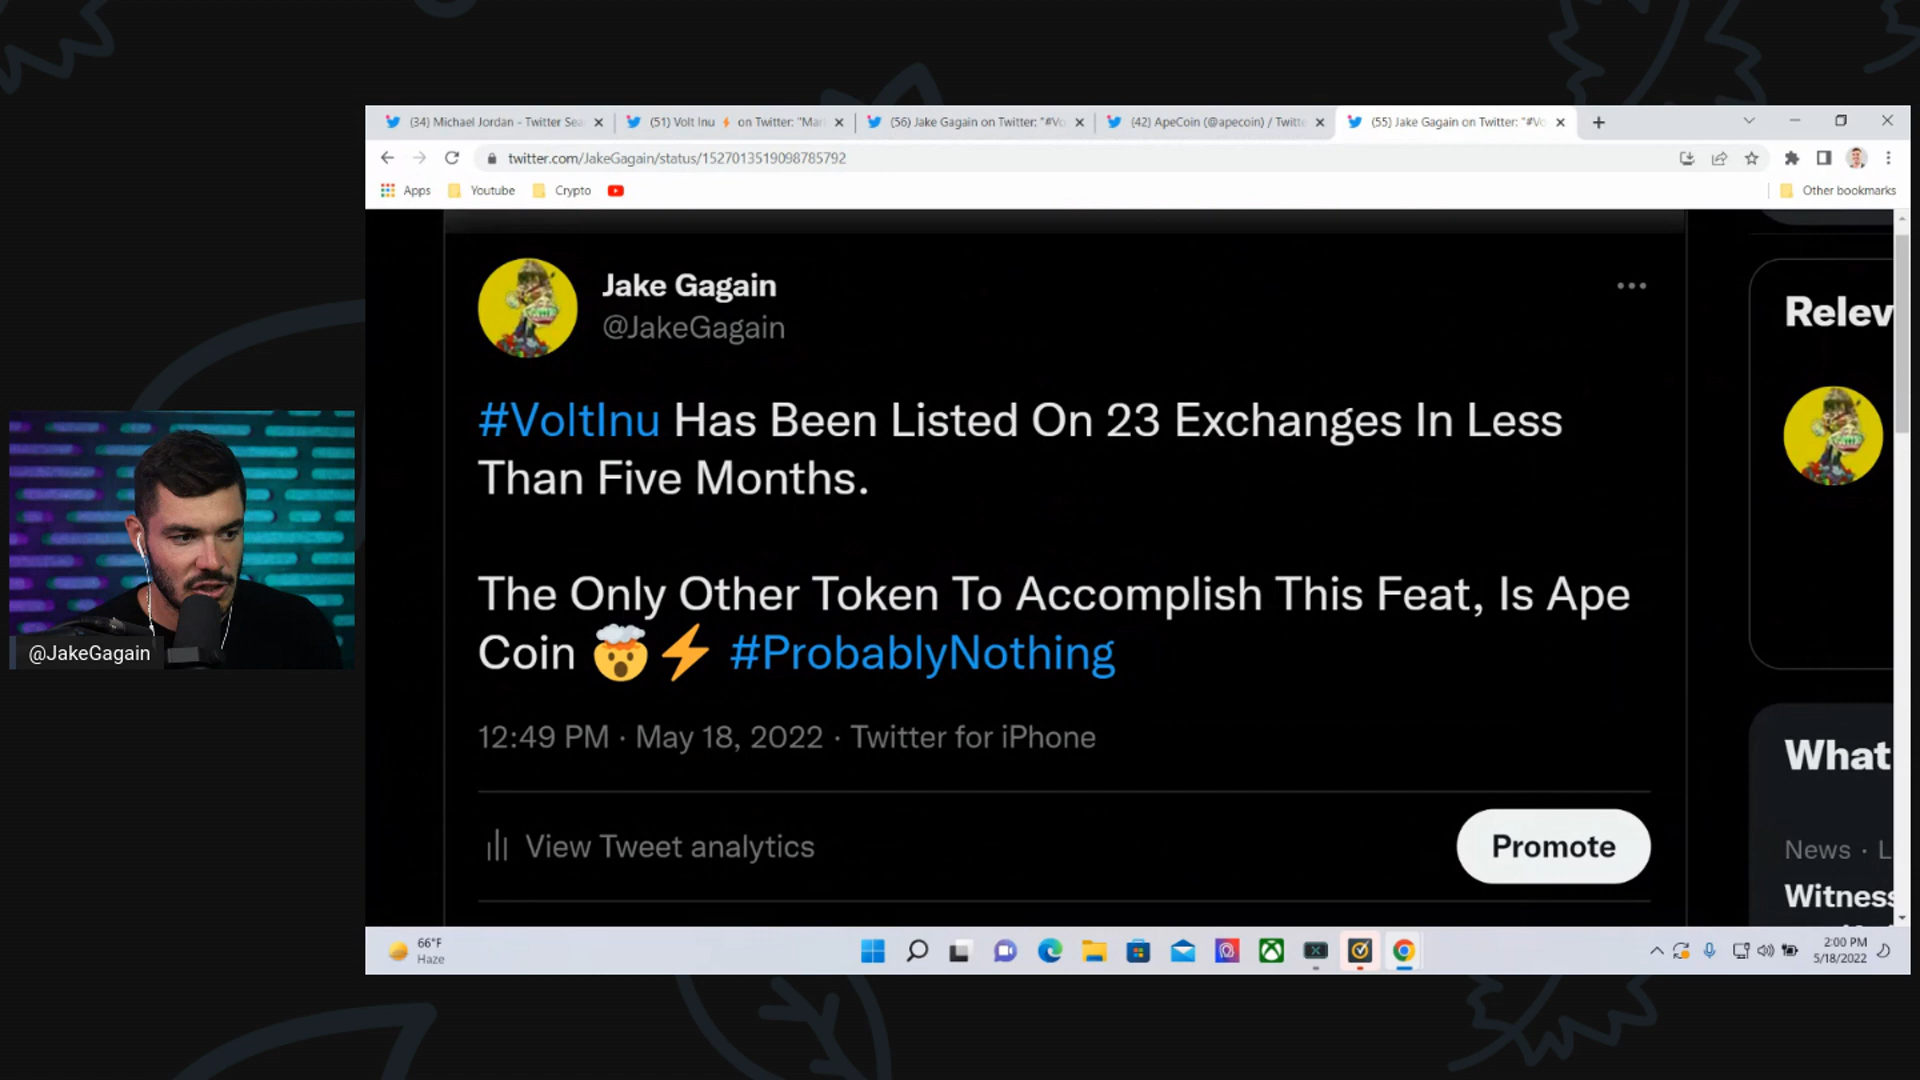 (34) Michael Jordan - Twitter Sea
(51) Volt Inu ⚡ on Twitter: "Mar
(56) Jake Gagain on Twitter: "#Vo
(42) ApeCoin (@apecoin) / Twitte
(55) Jake Gagain on Twitter: "#Vo
twitter.com/JakeGagain/status/1527013519098785792
Apps
Youtube
Crypto
Other bookmarks
Jake Gagain
@JakeGagain
#VoltInu Has Been Listed On 23 Exchanges In Less
Than Five Months.
The Only Other Token To Accomplish This Feat, Is Ape
Coin 🤯⚡ #ProbablyNothing
12:49 PM · May 18, 2022 · Twitter for iPhone
View Tweet analytics
Promote
Relev
What
News · L
Witness
@JakeGagain
66°F
Haze
2:00 PM
5/18/2022